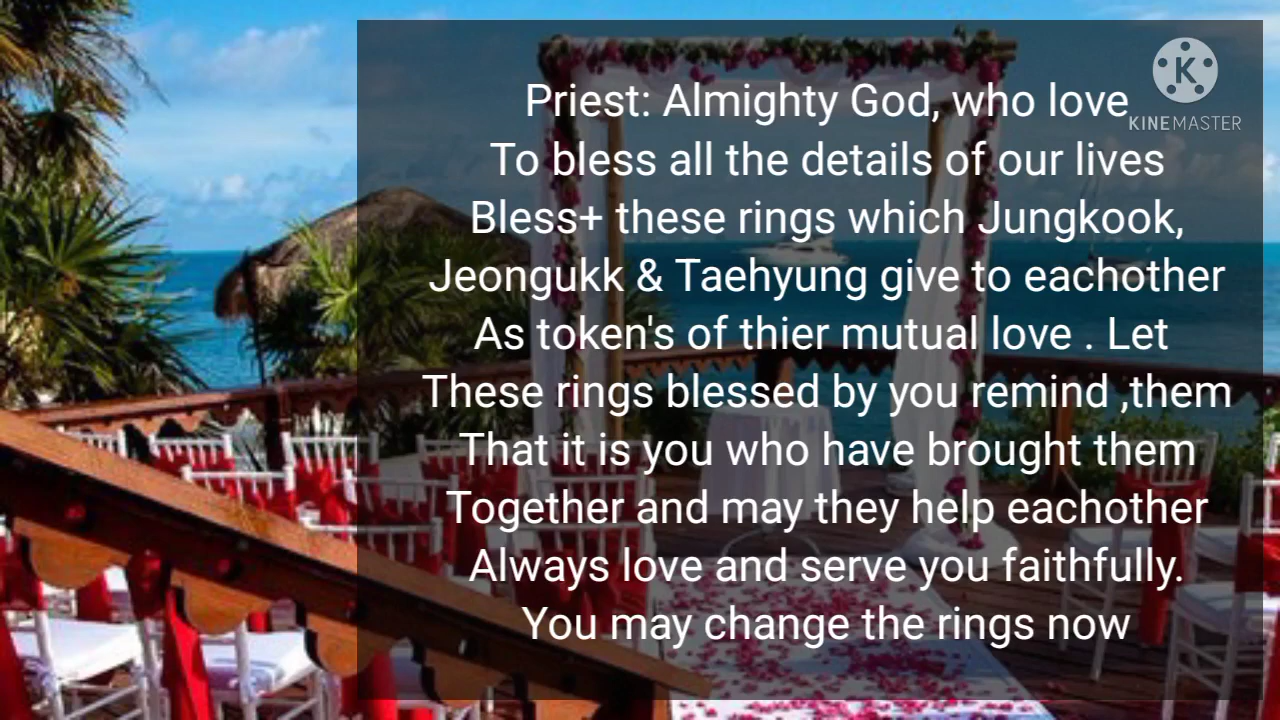 Priest: Almighty God, who love
To bless all the details of our lives
Bless+ these rings which Jungkook,
Jeongukk & Taehyung give to eachother
As token's of thier mutual love . Let
These rings blessed by you remind ,them
That it is you who have brought them
Together and may they help eachother
Always love and serve you faithfully.
You may change the rings now
K
KINEMASTER